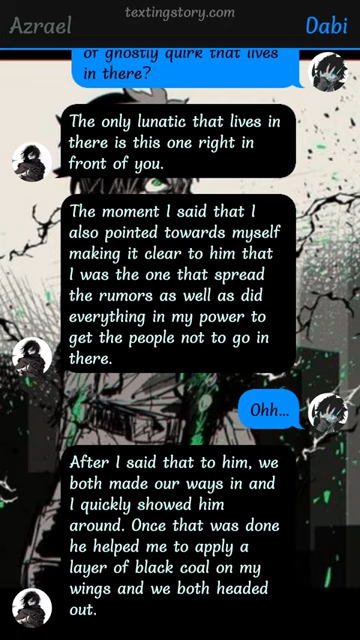 textingstory.com
Azrael
Dabi
of ghostly quirk that lives
in there?
The only lunatic that lives in
there is this one right in
front of you.
The moment I said that I
also pointed towards myself
making it clear to him that
I was the one that spread
the rumors as well as did
everything in my power to
get the people not to go in
there.
Ohh...
After I said that to him, we
both made our ways in and
I quickly showed him
around. Once that was done
he helped me to apply a
layer of black coal on my
wings and we both headed
out.